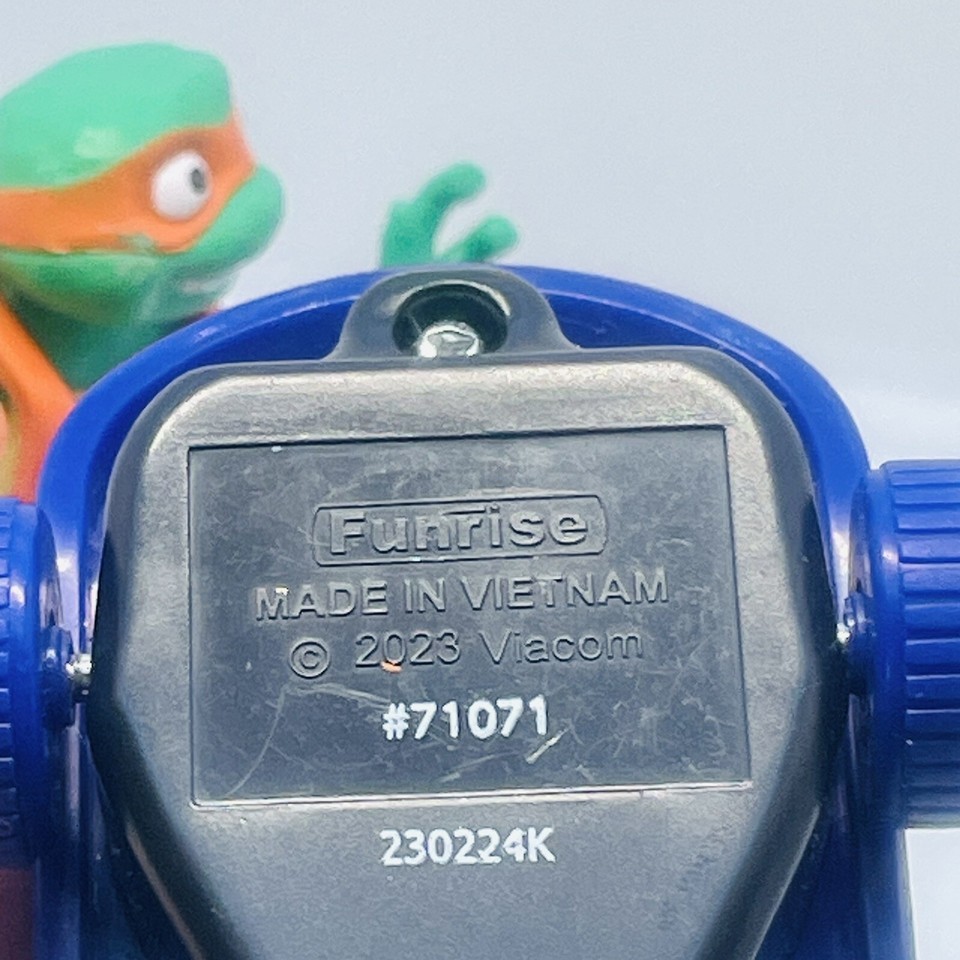 Funrise
MADE IN VIETNAM
© 2023 Viacom
#71071
230224K